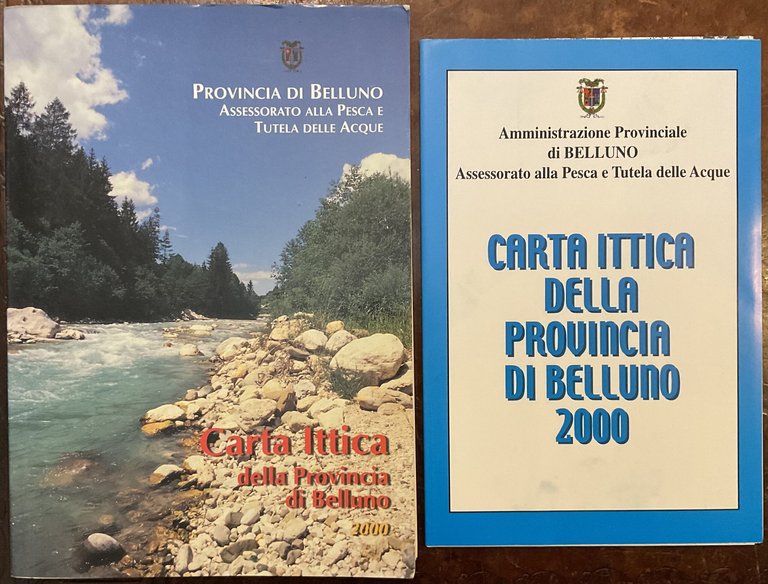 PROVINCIA DI BELLUNO
ASSESSORATO ALLA PESCA E
TUTELA DELLE ACQUE
Carta Ittica
della Provincia
di Belluno
2000
Amministrazione Provinciale
di BELLUNO
Assessorato alla Pesca e Tutela delle Acque
CARTA ITTICA
DELLA
PROVINCIA
DI BELLUNO
2000